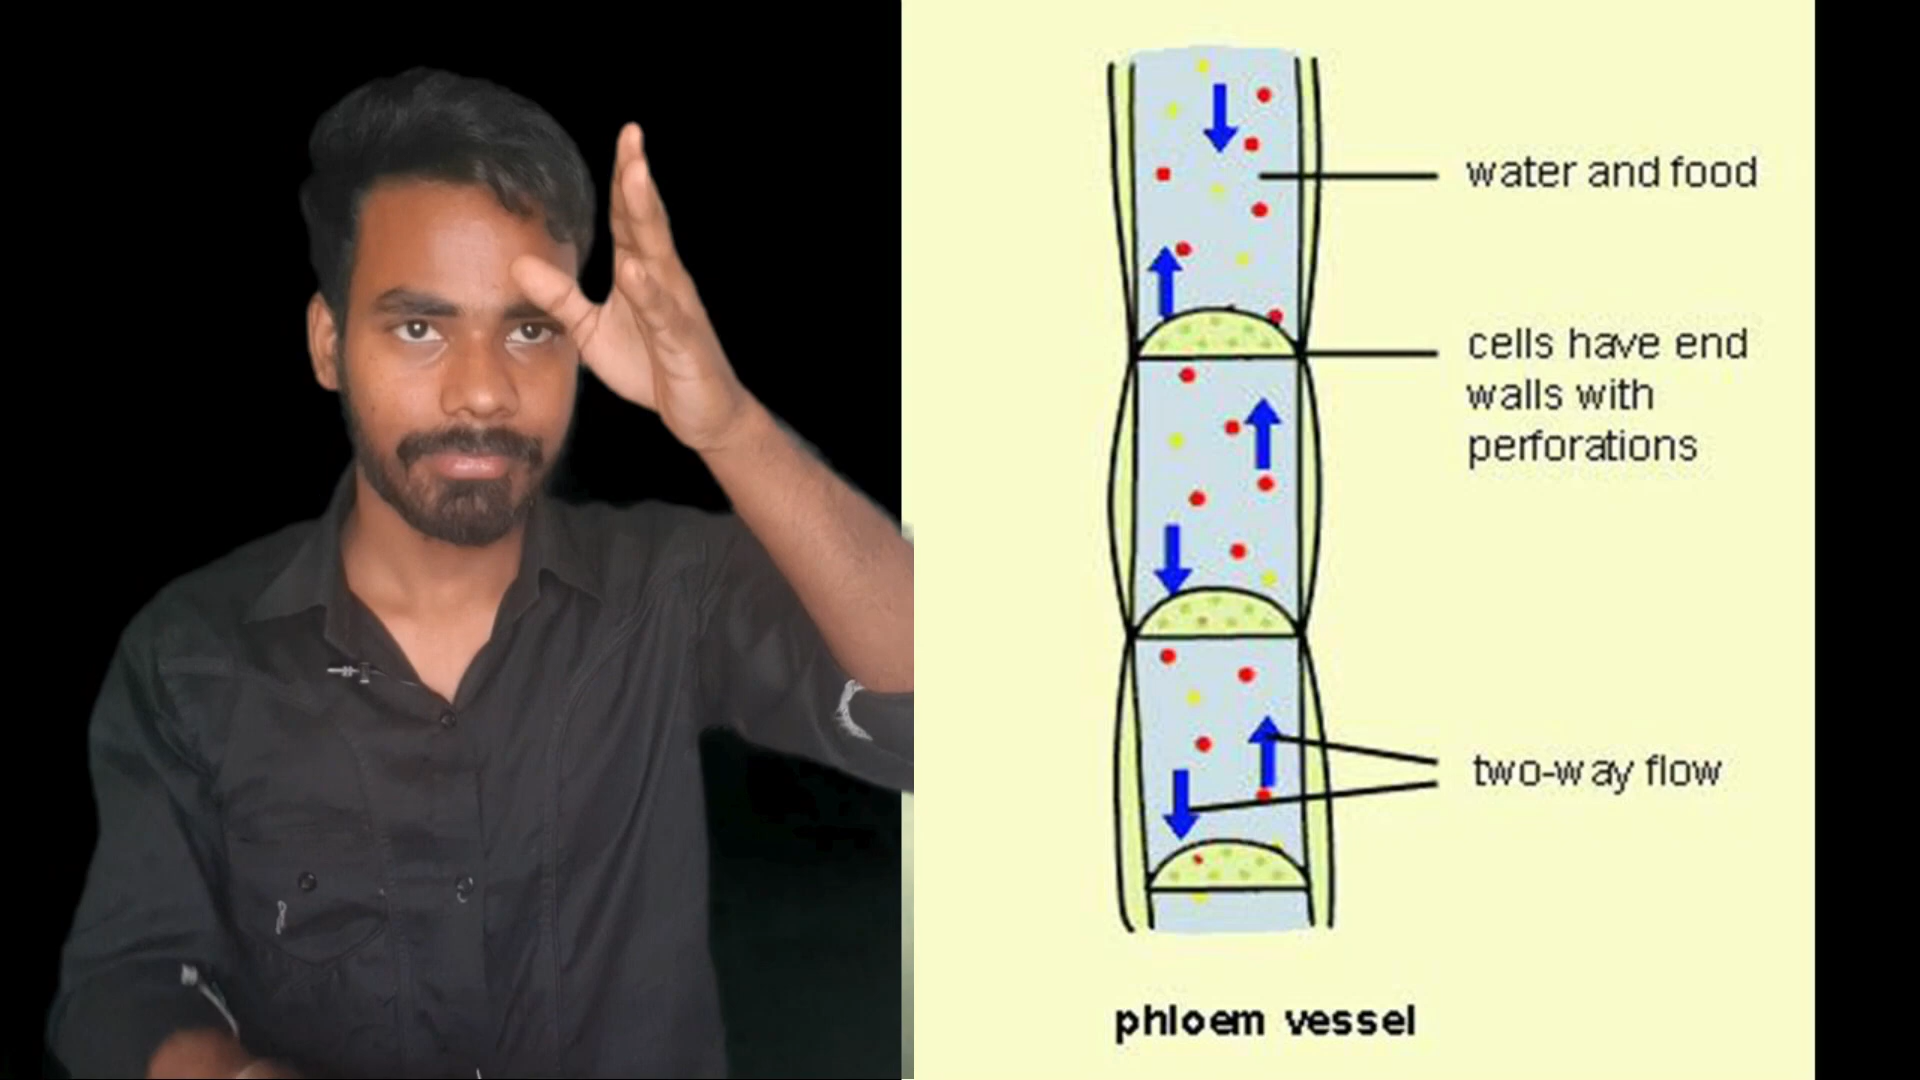 water and food
cells have end
walls with
perforations
two-way flow
phloem vessel